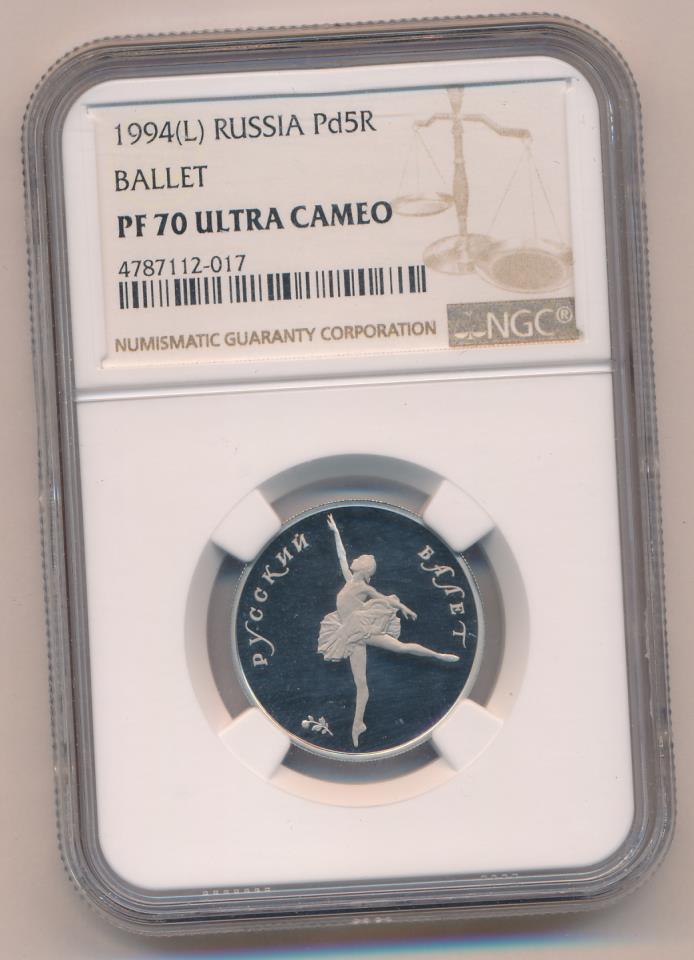 1994(L) RUSSIA Pd5R
BALLET
PF 70 ULTRA CAMEO
4787112-017
NUMISMATIC GUARANTY CORPORATION
NGC®
РУССКИЙ БАЛЕТ